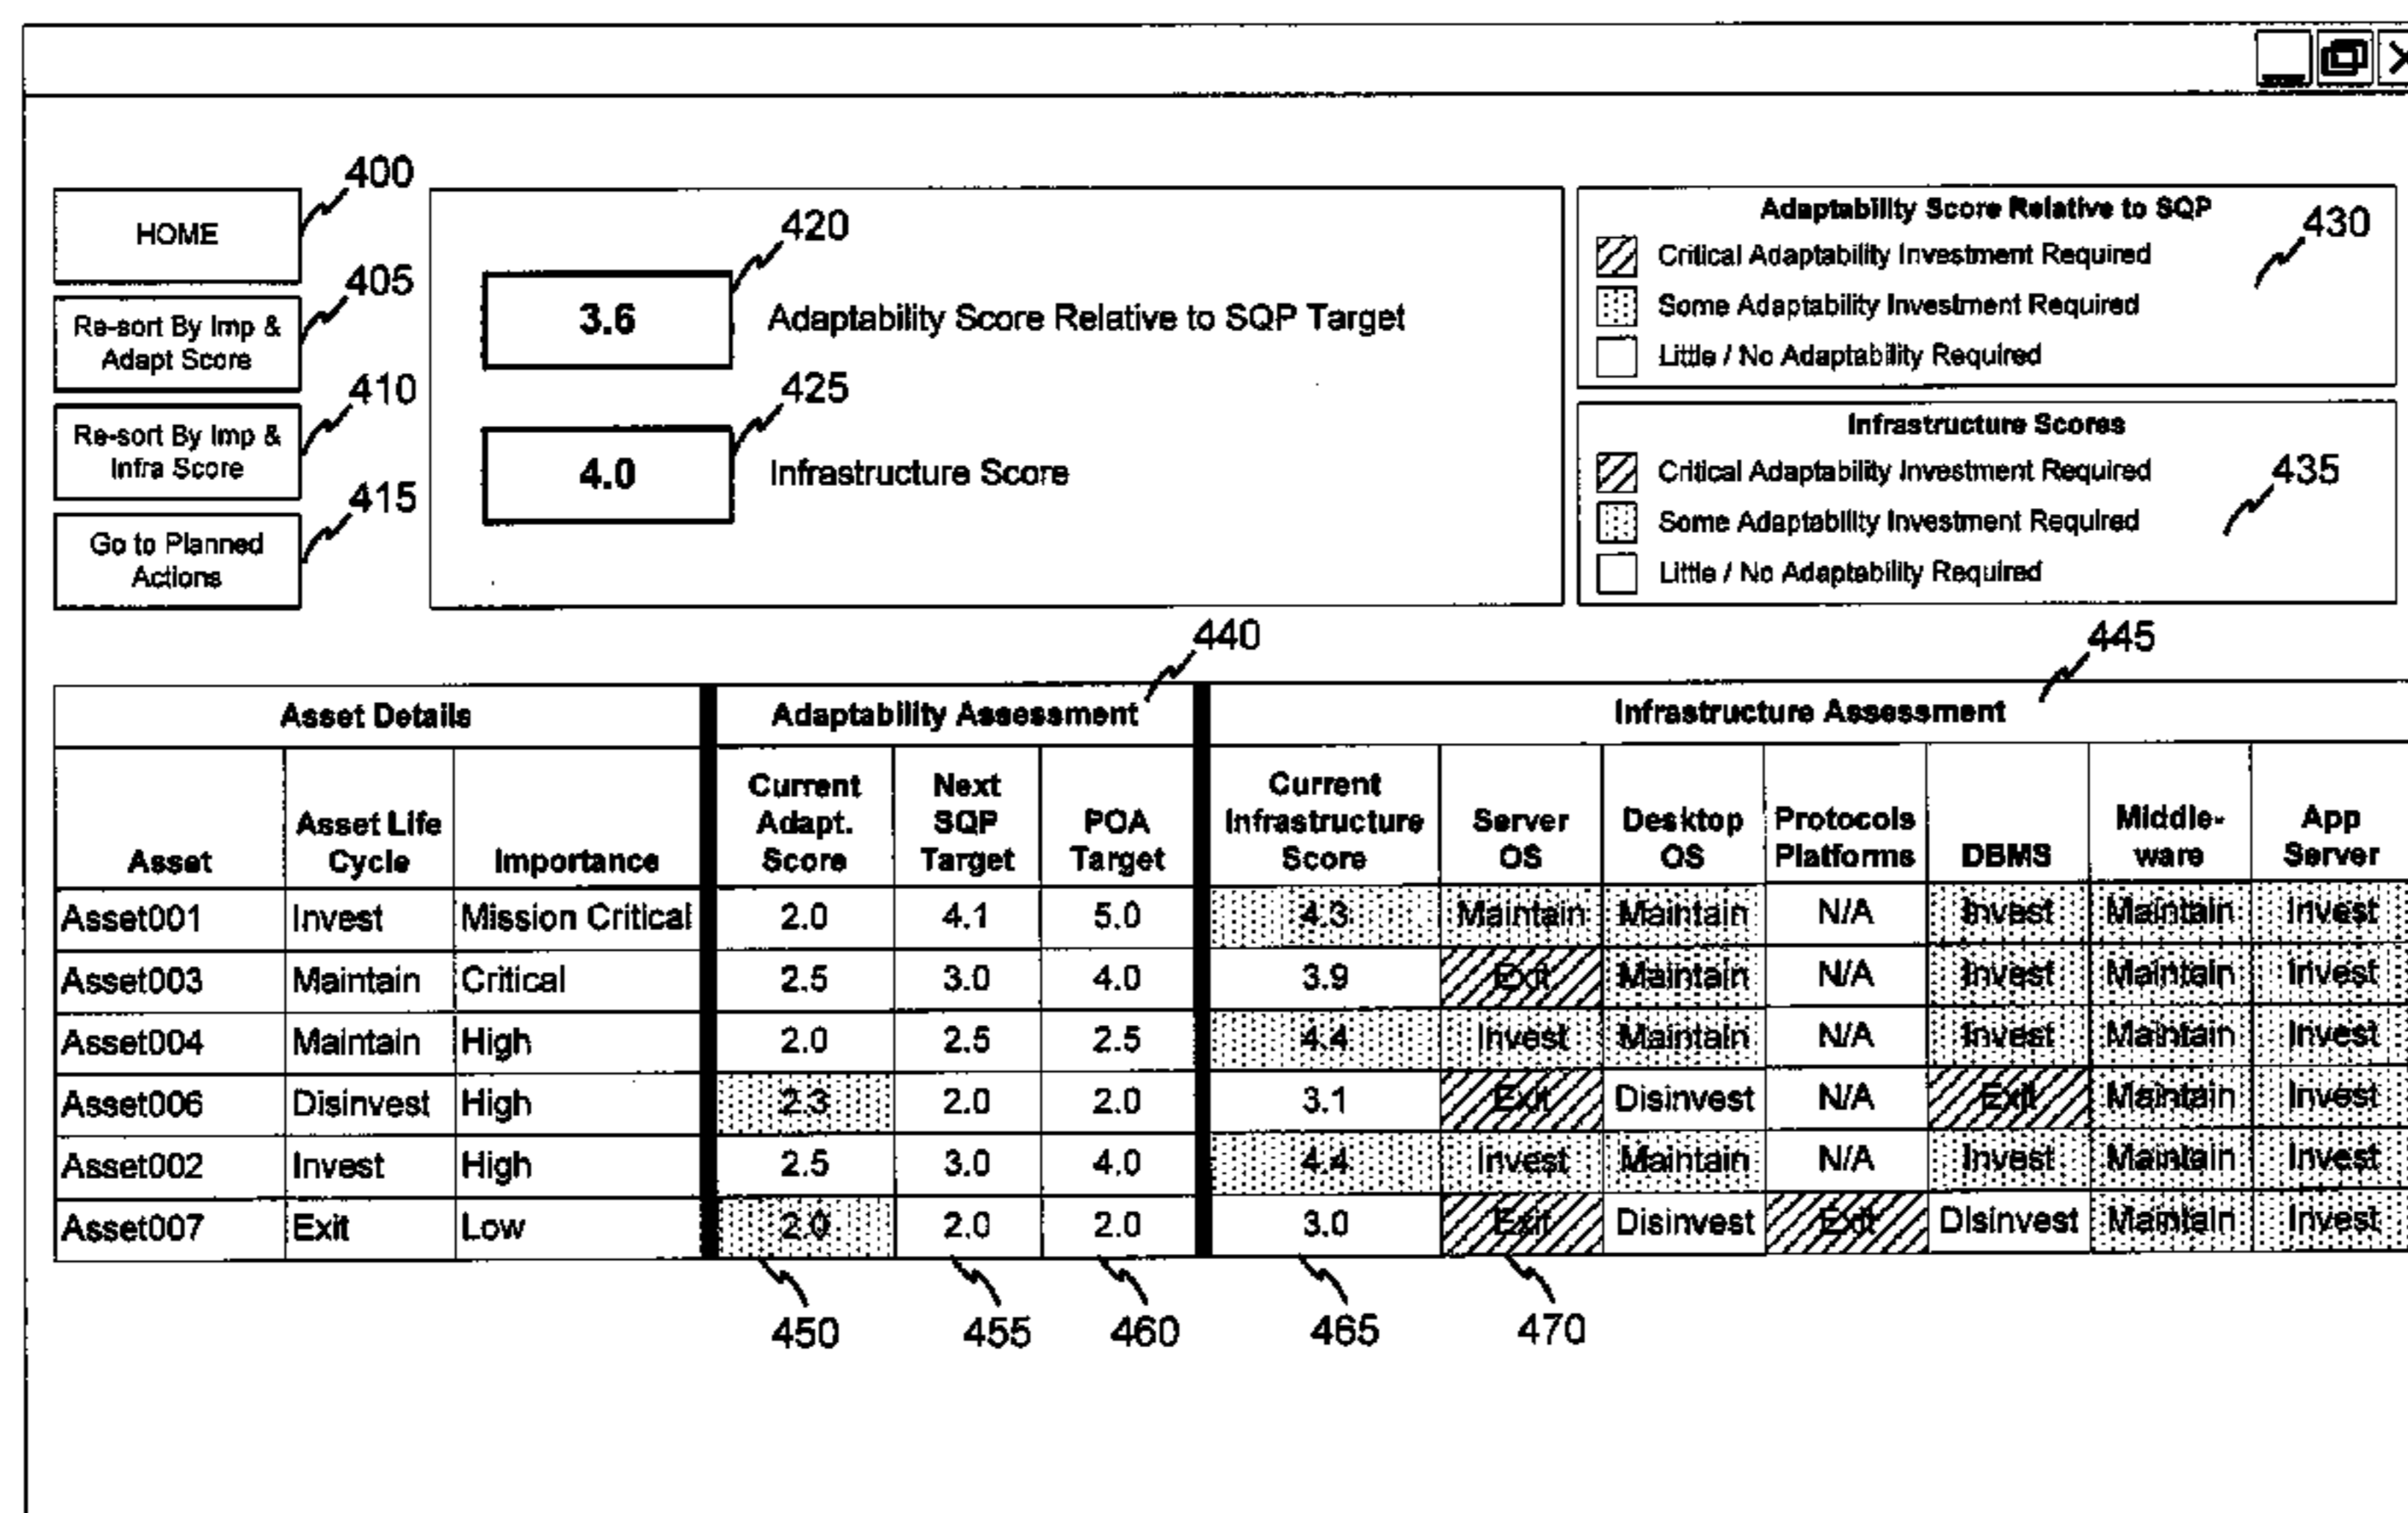 HOME
400
Re-sort By Imp &
Adapt Score
405
Re-sort By Imp &
Infra Score
410
Go to Planned
Actions
415
3.6
420
Adaptability Score Relative to SQP Target
4.0
425
Infrastructure Score
Adaptability Score Relative to SQP
430
Critical Adaptability Investment Required
Some Adaptability Investment Required
Little / No Adaptability Required
Infrastructure Scores
Critical Adaptability Investment Required
435
Some Adaptability Investment Required
Little / No Adaptability Required
440
445
Asset Details Adaptability Assessment Infrastructure Assessment
Asset
Asset Life
Cycle
Importance
Current
Adapt.
Score
Next
SQP
Target
POA
Target
Current
Infrastructure
Score
Server
OS
Desktop
OS
Protocols
Platforms
DBMS
Middle-
ware
App
Server
Asset001 Invest Mission Critical 2.0 4.1 5.0 4.3 Maintain Maintain N/A Invest Maintain Invest
Asset003 Maintain Critical 2.5 3.0 4.0 3.9 Exit Maintain N/A Invest Maintain Invest
Asset004 Maintain High 2.0 2.5 2.5 4.4 Invest Maintain N/A Invest Maintain Invest
Asset006 Disinvest High 2.3 2.0 2.0 3.1 Exit Disinvest N/A Exit Maintain Invest
Asset002 Invest High 2.5 3.0 4.0 4.4 Invest Maintain N/A Invest Maintain Invest
Asset007 Exit Low 2.0 2.0 2.0 3.0 Exit Disinvest Exit Disinvest Maintain Invest
450 455 460 465 470